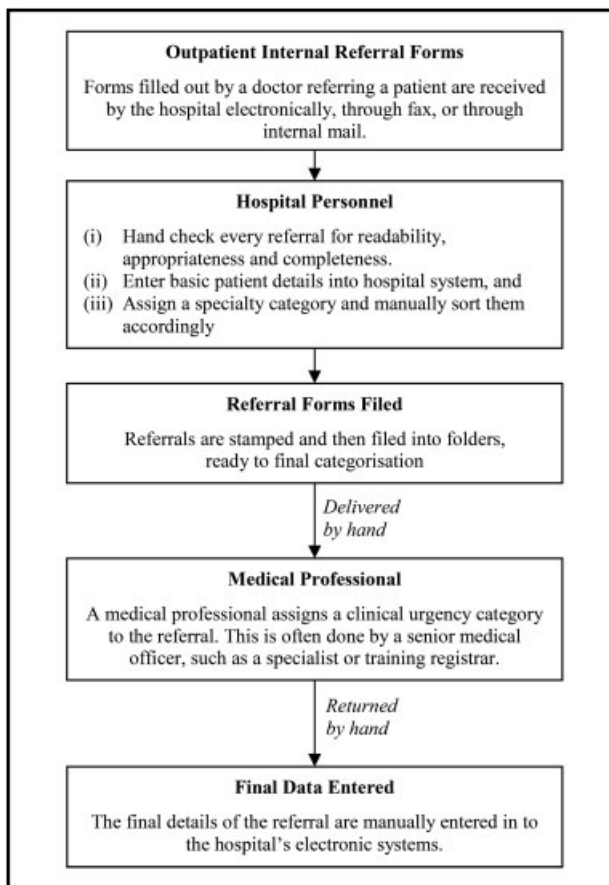 Outpatient Internal Referral Forms
Forms filled out by a doctor referring a patient are received
by the hospital electronically, through fax, or through
internal mail.
Hospital Personnel
(i) Hand check every referral for readability,
appropriateness and completeness.
(ii) Enter basic patient details into hospital system, and
(iii) Assign a specialty category and manually sort them
accordingly
Referral Forms Filed
Referrals are stamped and then filed into folders,
ready to final categorisation
Delivered
by hand
Medical Professional
A medical professional assigns a clinical urgency category
to the referral. This is often done by a senior medical
officer, such as a specialist or training registrar.
Returned
by hand
Final Data Entered
The final details of the referral are manually entered in to
the hospital's electronic systems.